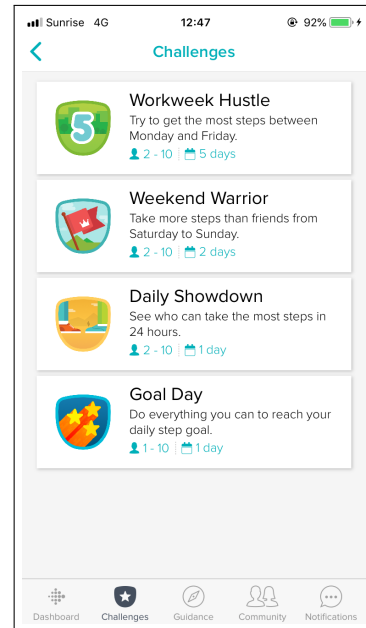 Sunrise 4G 12:47 92%
Challenges
5
Workweek Hustle
Try to get the most steps between
Monday and Friday.
2 - 10 5 days
Weekend Warrior
Take more steps than friends from
Saturday to Sunday.
2 - 10 2 days
Daily Showdown
See who can take the most steps in
24 hours.
2 - 10 1 day
Goal Day
Do everything you can to reach your
daily step goal.
1 - 10 1 day
Dashboard Challenges Guidance Community Notifications